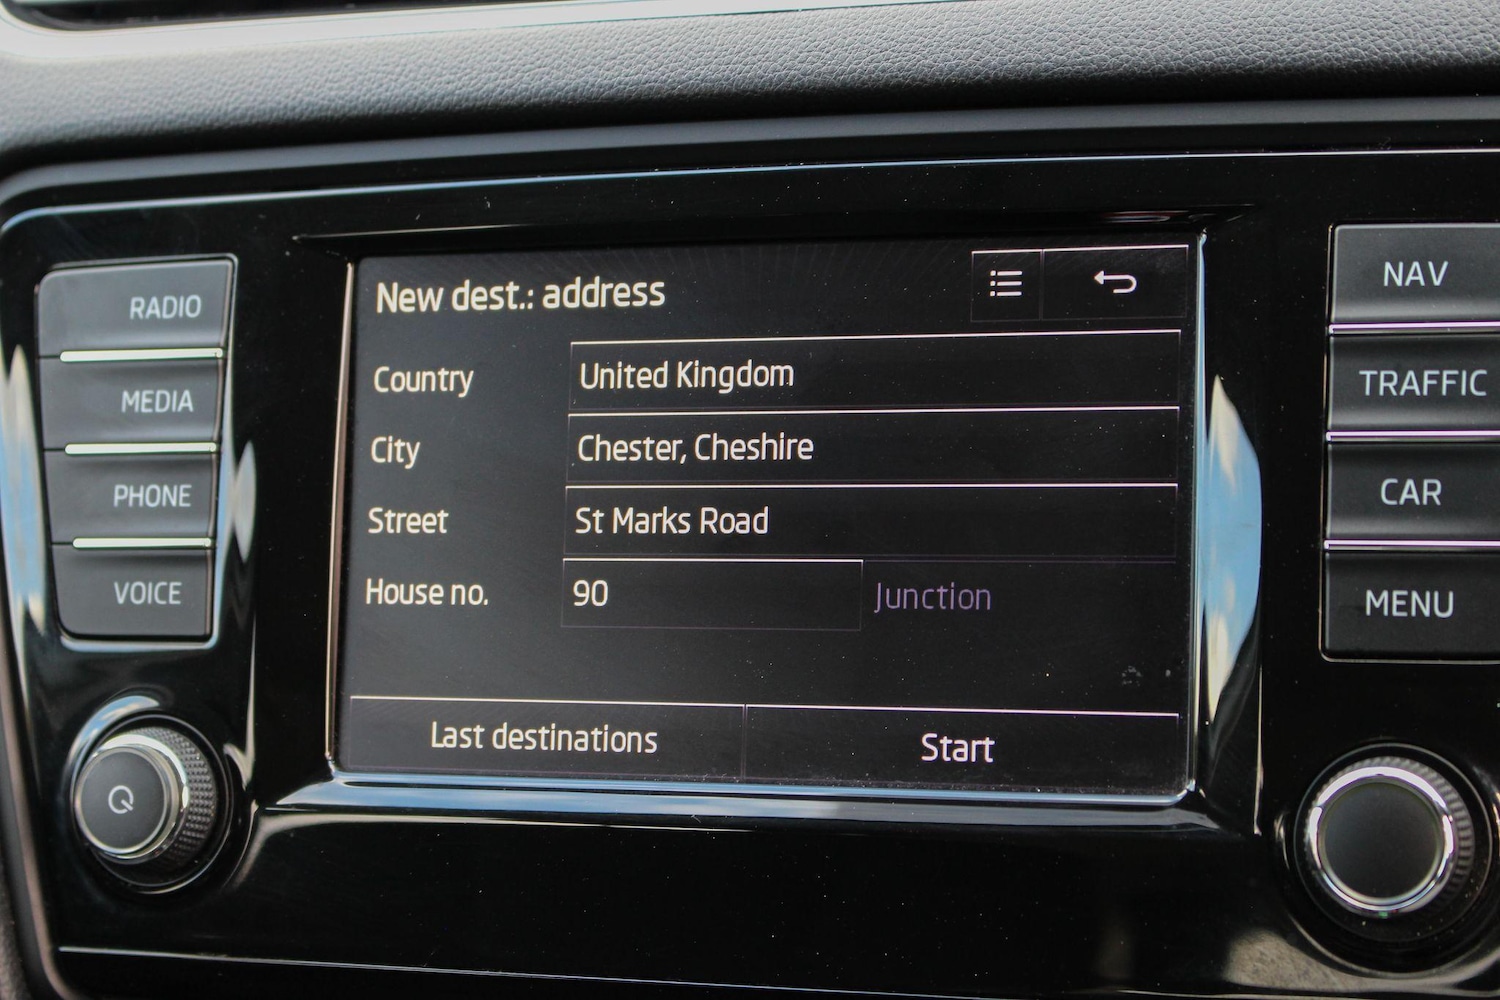 RADIO
MEDIA
PHONE
VOICE
New dest.: address
Country United Kingdom
City Chester, Cheshire
Street St Marks Road
House no. 90 Junction
Last destinations Start
NAV
TRAFFIC
CAR
MENU